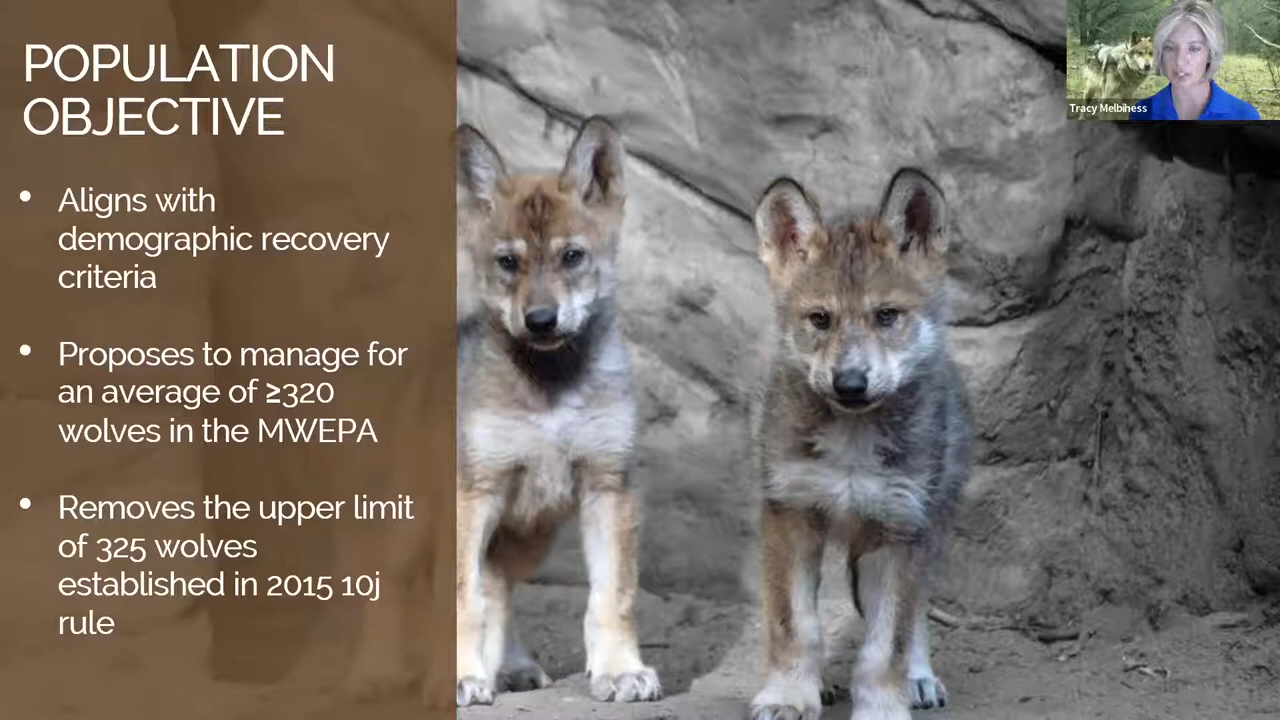 POPULATION
OBJECTIVE
• Aligns with
demographic recovery
criteria
• Proposes to manage for
an average of ≥320
wolves in the MWEPA
• Removes the upper limit
of 325 wolves
established in 2015 10j
rule
Tracy Melbihess